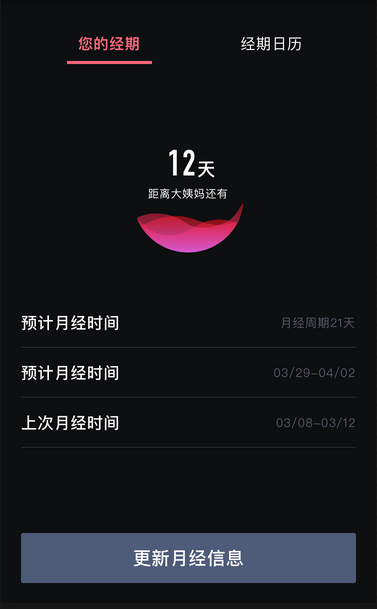 您的经期 经期日历
12天
距离大姨妈还有
预计月经时间 月经周期21天
预计月经时间 03/29-04/02
上次月经时间 03/08-03/12
更新月经信息